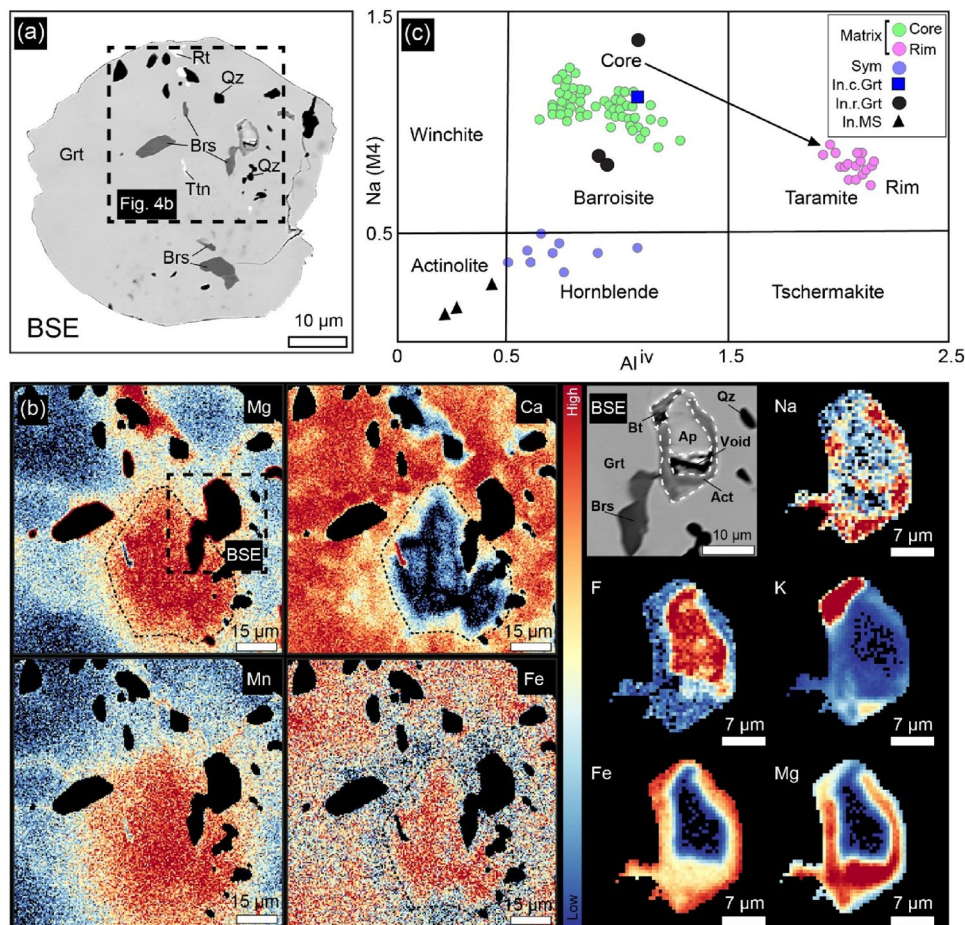 (a)
Rt
Qz
Grt
Brs
Qz
Ttn
Fig. 4b
Brs
BSE
10 µm
(c)
1.5
Na (M4)
0.5
0
0.5
Al iv
1.5
2.5
Core
Winchite
Barroisite
Taramite
Rim
Actinolite
Hornblende
Tschermakite
Matrix
Core
Rim
Sym
In.c.Grt
In.r.Grt
In.MS
(b)
Mg
BSE
15 µm
Ca
15 µm
Mn
15 µm
Fe
15 µm
High
Low
BSE
Qz
Bt
Ap
Void
Grt
Act
Brs
10 µm
Na
7 µm
F
7 µm
K
7 µm
Fe
7 µm
Mg
7 µm